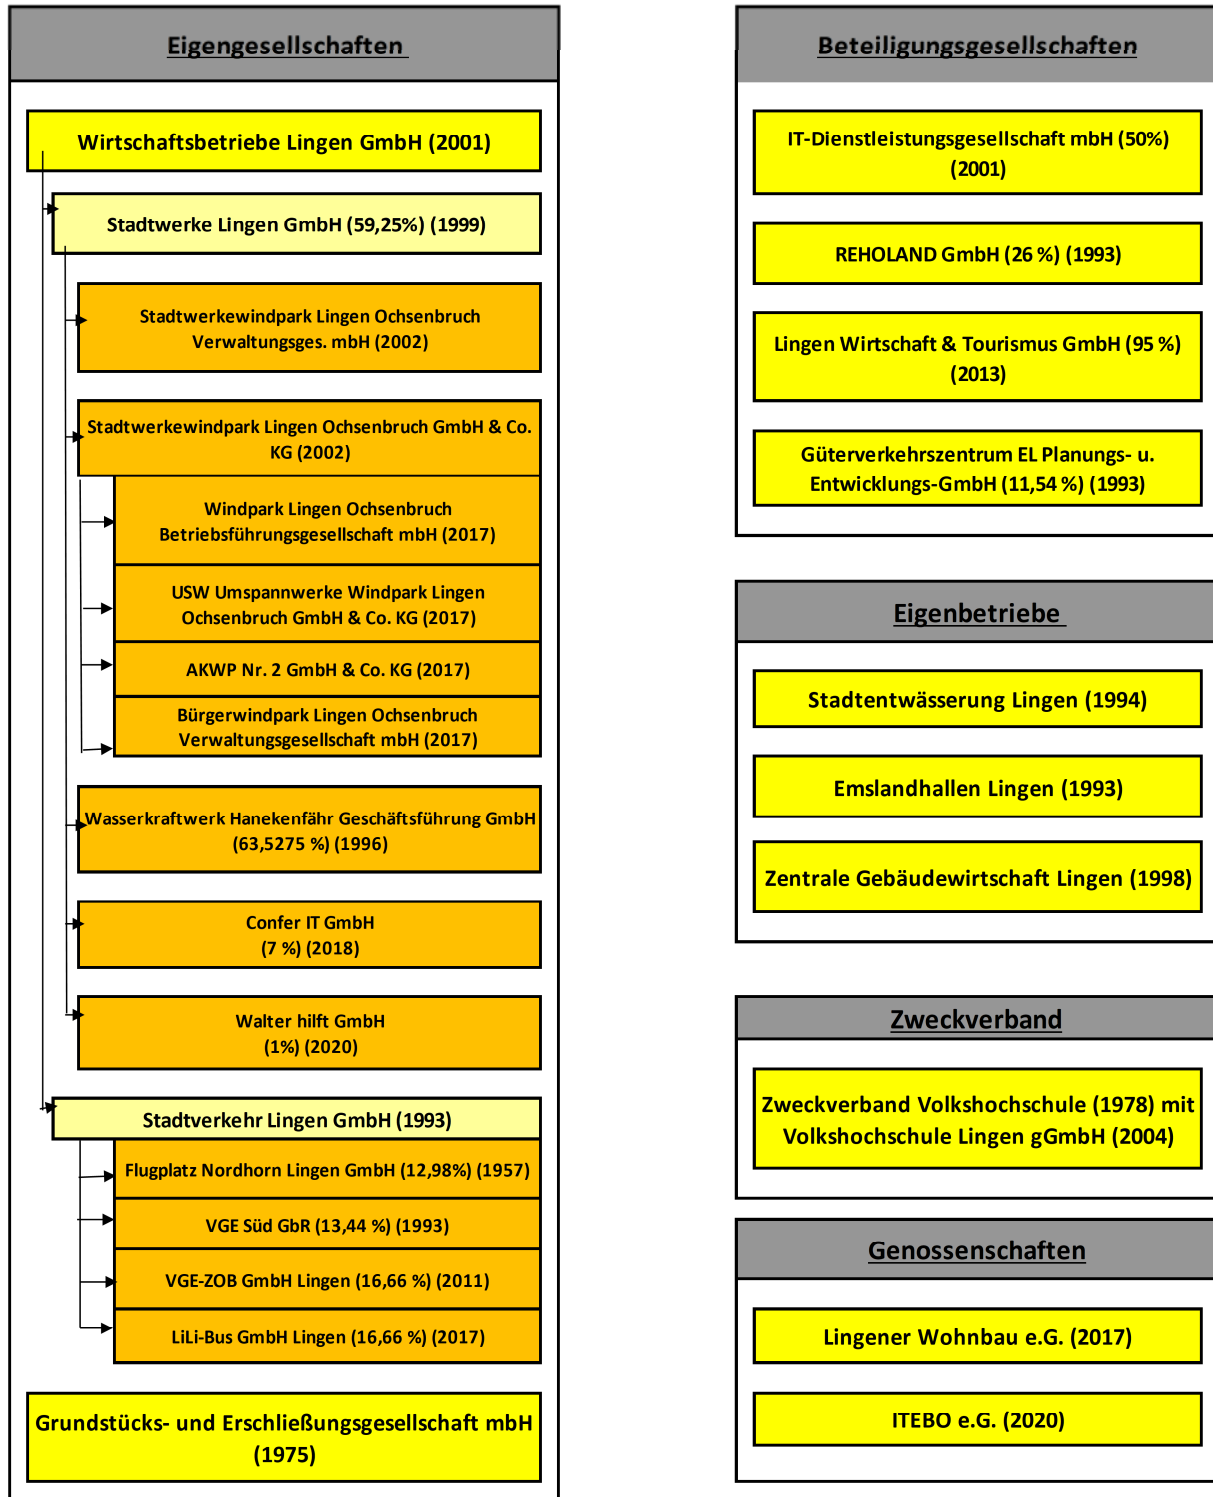 Eigengesellschaften
Wirtschaftsbetriebe Lingen GmbH (2001)
Stadtwerke Lingen GmbH (59,25%) (1999)
Stadtwerkewindpark Lingen Ochsenbruch
Verwaltungsges. mbH (2002)
Stadtwerkewindpark Lingen Ochsenbruch GmbH & Co.
KG (2002)
Windpark Lingen Ochsenbruch
Betriebsführungsgesellschaft mbH (2017)
USW Umspannwerke Windpark Lingen
Ochsenbruch GmbH & Co. KG (2017)
AKWP Nr. 2 GmbH & Co. KG (2017)
Bürgerwindpark Lingen Ochsenbruch
Verwaltungsgesellschaft mbH (2017)
Wasserkraftwerk Hanekenfähr Geschäftsführung GmbH
(63,5275 %) (1996)
Confer IT GmbH
(7 %) (2018)
Walter hilft GmbH
(1%) (2020)
Stadtverkehr Lingen GmbH (1993)
Flugplatz Nordhorn Lingen GmbH (12,98%) (1957)
VGE Süd GbR (13,44 %) (1993)
VGE-ZOB GmbH Lingen (16,66 %) (2011)
LiLi-Bus GmbH Lingen (16,66 %) (2017)
Grundstücks- und Erschließungsgesellschaft mbH
(1975)
Beteiligungsgesellschaften
IT-Dienstleistungsgesellschaft mbH (50%)
(2001)
REHOLAND GmbH (26 %) (1993)
Lingen Wirtschaft & Tourismus GmbH (95 %)
(2013)
Güterverkehrszentrum EL Planungs- u.
Entwicklungs-GmbH (11,54 %) (1993)
Eigenbetriebe
Stadtentwässerung Lingen (1994)
Emslandhallen Lingen (1993)
Zentrale Gebäudewirtschaft Lingen (1998)
Zweckverband
Zweckverband Volkshochschule (1978) mit
Volkshochschule Lingen gGmbH (2004)
Genossenschaften
Lingener Wohnbau e.G. (2017)
ITEBO e.G. (2020)